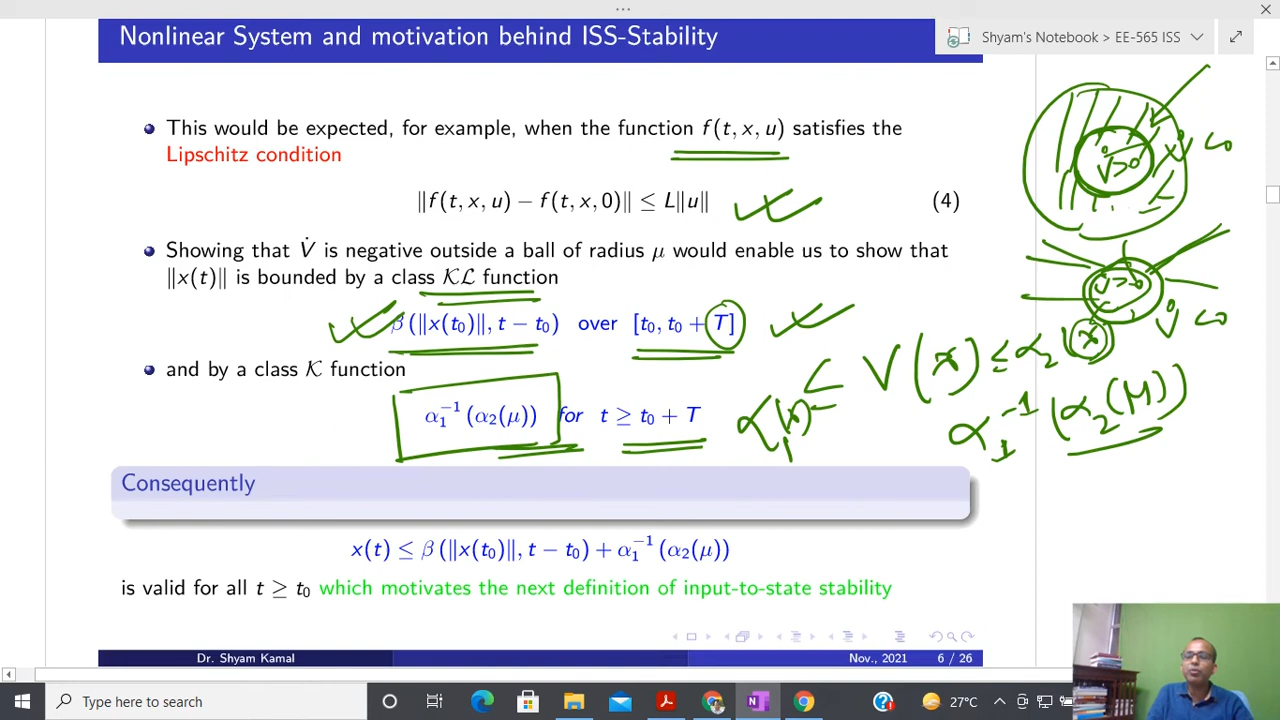 Nonlinear System and motivation behind ISS-Stability
Shyam's Notebook > EE-565 ISS
This would be expected, for example, when the function f(t, x, u) satisfies the
Lipschitz condition
‖f(t, x, u) − f(t, x, 0)‖ ≤ L‖u‖ (4)
V̇ > 0
V̇ < 0
Showing that V̇ is negative outside a ball of radius μ would enable us to show that
‖x(t)‖ is bounded by a class 𝒦ℒ function
V̇ > 0
V̇ < 0
β (‖x(t₀)‖, t − t₀) over [t₀, t₀ + T]
≤ V(x) ≤ α₂(x)
and by a class 𝒦 function
α₁⁻¹ (α₂(μ)) for t ≥ t₀ + T
α₁(x)
α₁⁻¹ (α₂(μ))
Consequently
x(t) ≤ β (‖x(t₀)‖, t − t₀) + α₁⁻¹ (α₂(μ))
is valid for all t ≥ t₀ which motivates the next definition of input-to-state stability
Dr. Shyam Kamal Nov., 2021 6 / 26
Type here to search
27°C